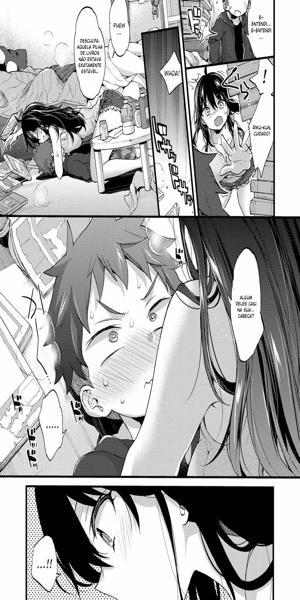 E-
ENTENDI...
E-ENTENDI.
RIKU-KUN,
CUIDADO!
WHOA!
PHEW...
DESCULPA.
AQUELA PILHA
DE LIVROS
NÃO ESTAVA
EXATAMENTE
ESTÁVEL.
ALGUM
DELES CAIU
NA SUA...
CABEÇA?
......
...!!